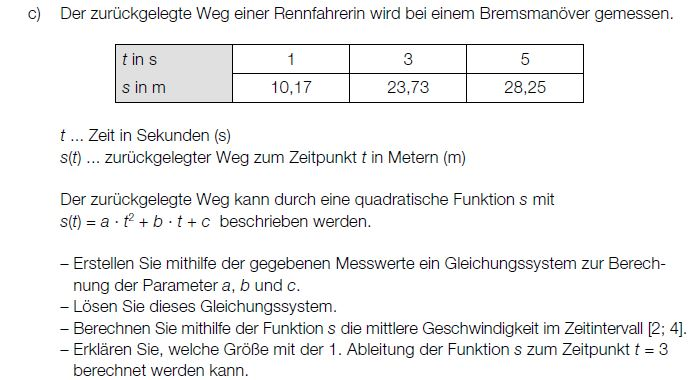 c) Der zurückgelegte Weg einer Rennfahrerin wird bei einem Bremsmanöver gemessen.
t in s 1 3 5
s in m 10,17 23,73 28,25
t ... Zeit in Sekunden (s)
s(t) ... zurückgelegter Weg zum Zeitpunkt t in Metern (m)
Der zurückgelegte Weg kann durch eine quadratische Funktion s mit
s(t) = a · t² + b · t + c beschrieben werden.
– Erstellen Sie mithilfe der gegebenen Messwerte ein Gleichungssystem zur Berech-
nung der Parameter a, b und c.
– Lösen Sie dieses Gleichungssystem.
– Berechnen Sie mithilfe der Funktion s die mittlere Geschwindigkeit im Zeitintervall [2; 4].
– Erklären Sie, welche Größe mit der 1. Ableitung der Funktion s zum Zeitpunkt t = 3
berechnet werden kann.